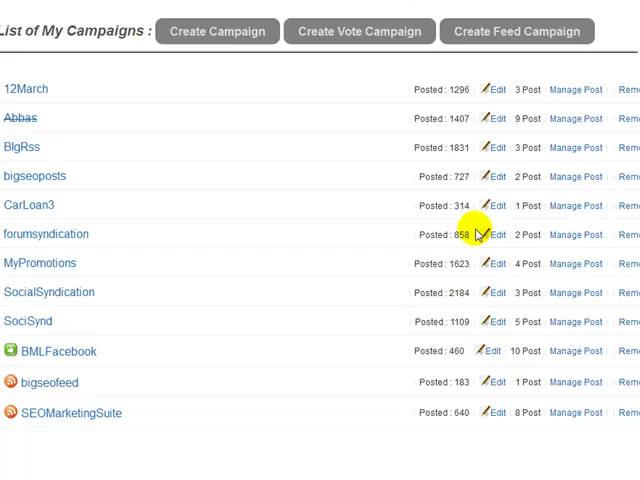 List of My Campaigns : Create Campaign Create Vote Campaign Create Feed Campaign
12March Posted : 1296 Edit 3 Post Manage Post
Abbas Posted : 1407 Edit 9 Post Manage Post
BIgRss Posted : 1831 Edit 3 Post Manage Post
bigseoposts Posted : 727 Edit 2 Post Manage Post
CarLoan3 Posted : 314 Edit 1 Post Manage Post
forumsyndication Posted : 858 Edit 2 Post Manage Post
MyPromotions Posted : 1623 Edit 4 Post Manage Post
SocialSyndication Posted : 2184 Edit 3 Post Manage Post
SociSynd Posted : 1109 Edit 5 Post Manage Post
BMLFacebook Posted : 460 Edit 10 Post Manage Post
bigseofeed Posted : 183 Edit 1 Post Manage Post
SEOMarketingSuite Posted : 640 Edit 8 Post Manage Post